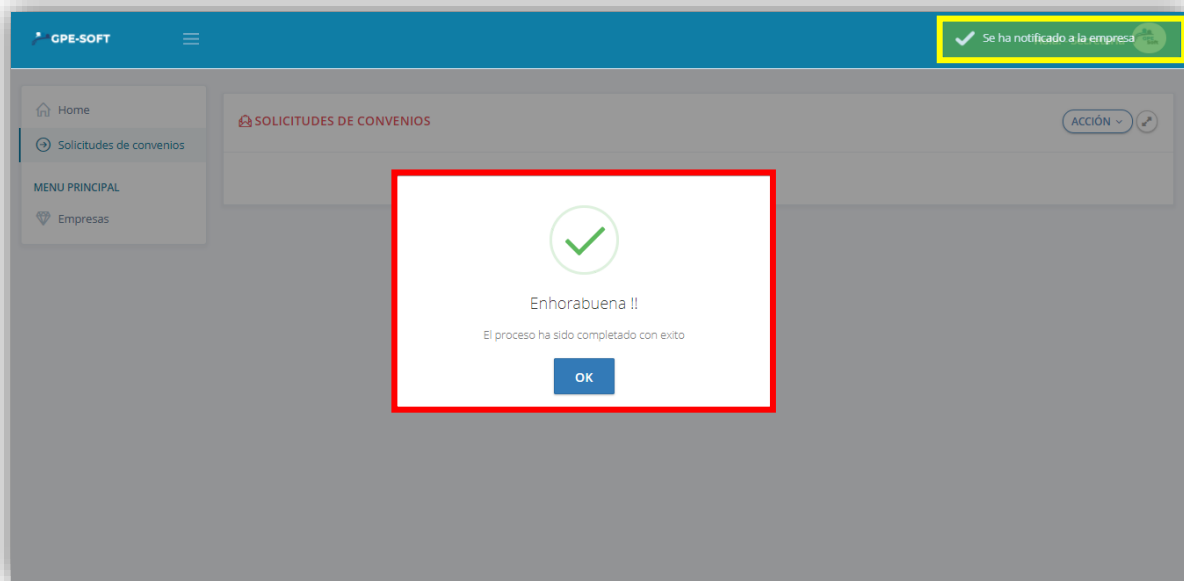 GPE-SOFT
Se ha notificado a la empresa
Home
Solicitudes de convenios
MENU PRINCIPAL
Empresas
SOLICITUDES DE CONVENIOS
ACCIÓN
Enhorabuena !!
El proceso ha sido completado con exito
OK